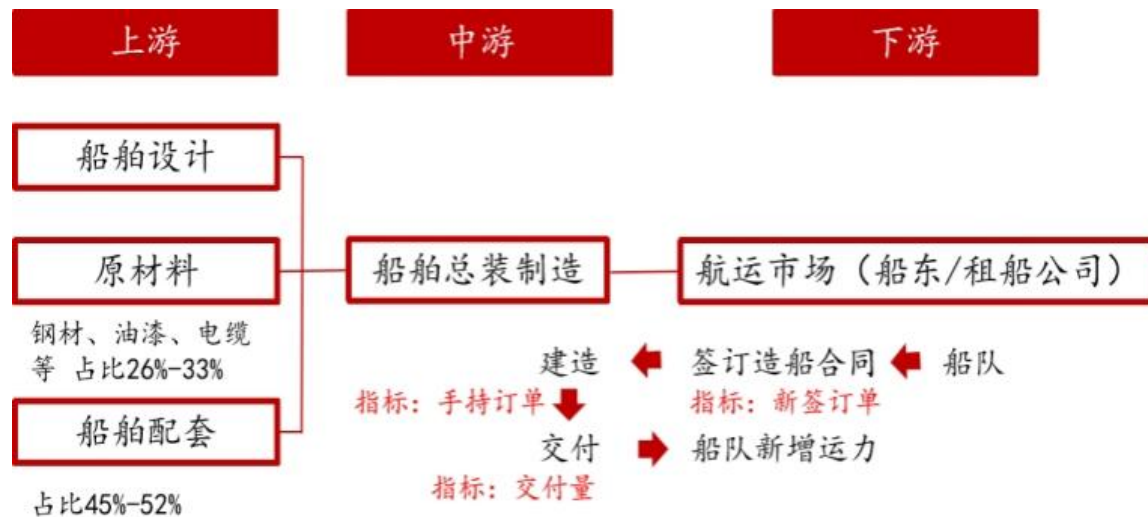 上游
中游
下游
船舶设计
原材料
船舶总装制造
航运市场（船东/租船公司）
钢材、油漆、电缆
等 占比26%-33%
建造
签订造船合同
船队
指标：手持订单
指标：新签订单
船舶配套
交付
船队新增运力
指标：交付量
占比45%-52%